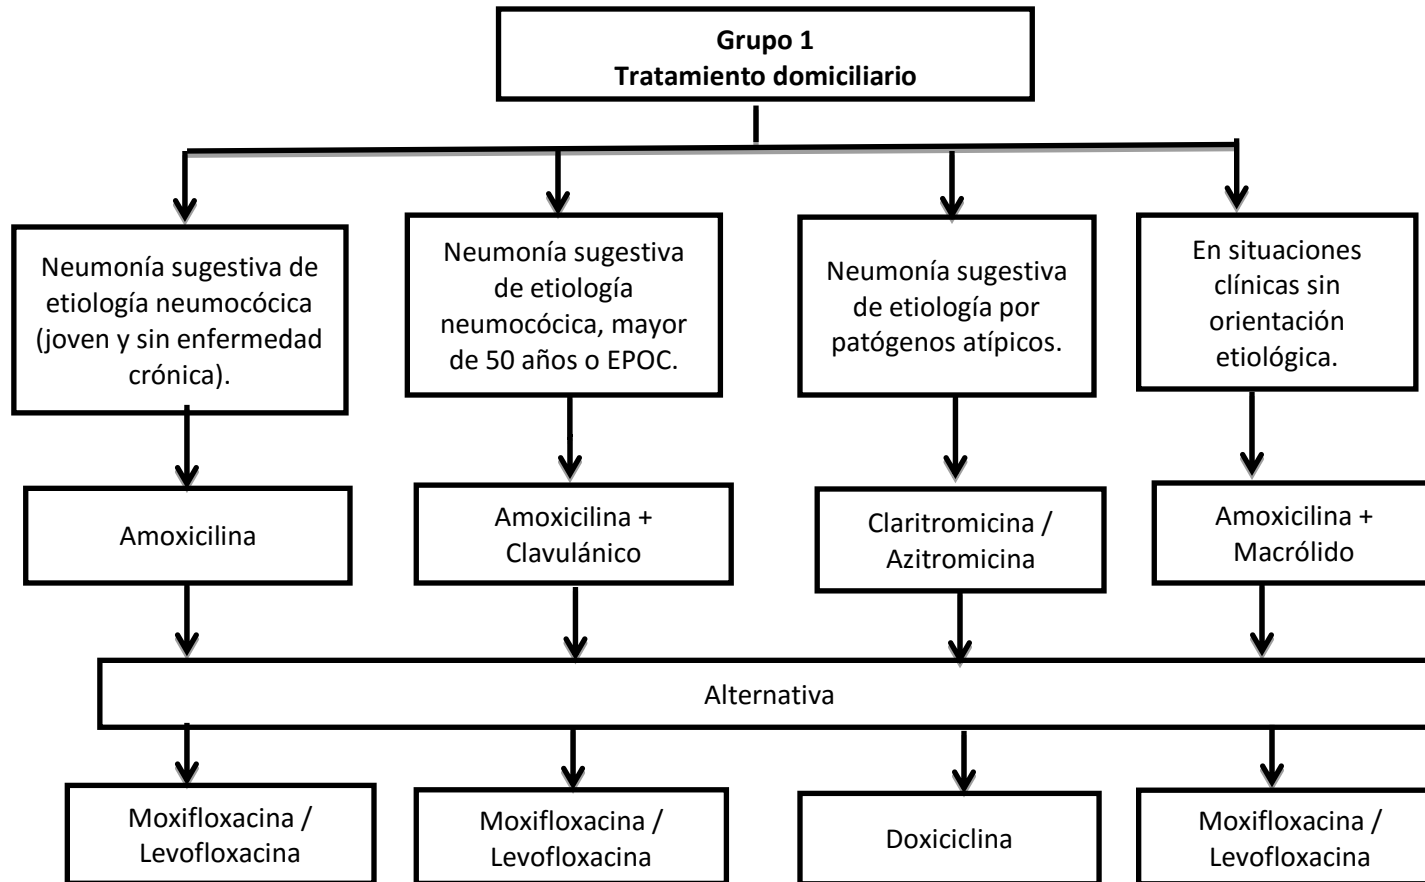 Grupo 1
Tratamiento domiciliario
Neumonía sugestiva de
etiología neumocócica
(joven y sin enfermedad
crónica).
Neumonía sugestiva
de etiología
neumocócica, mayor
de 50 años o EPOC.
Neumonía sugestiva
de etiología por
patógenos atípicos.
En situaciones
clínicas sin
orientación
etiológica.
Amoxicilina
Amoxicilina +
Clavulánico
Claritromicina /
Azitromicina
Amoxicilina +
Macrólido
Alternativa
Moxifloxacina /
Levofloxacina
Moxifloxacina /
Levofloxacina
Doxiciclina
Moxifloxacina /
Levofloxacina